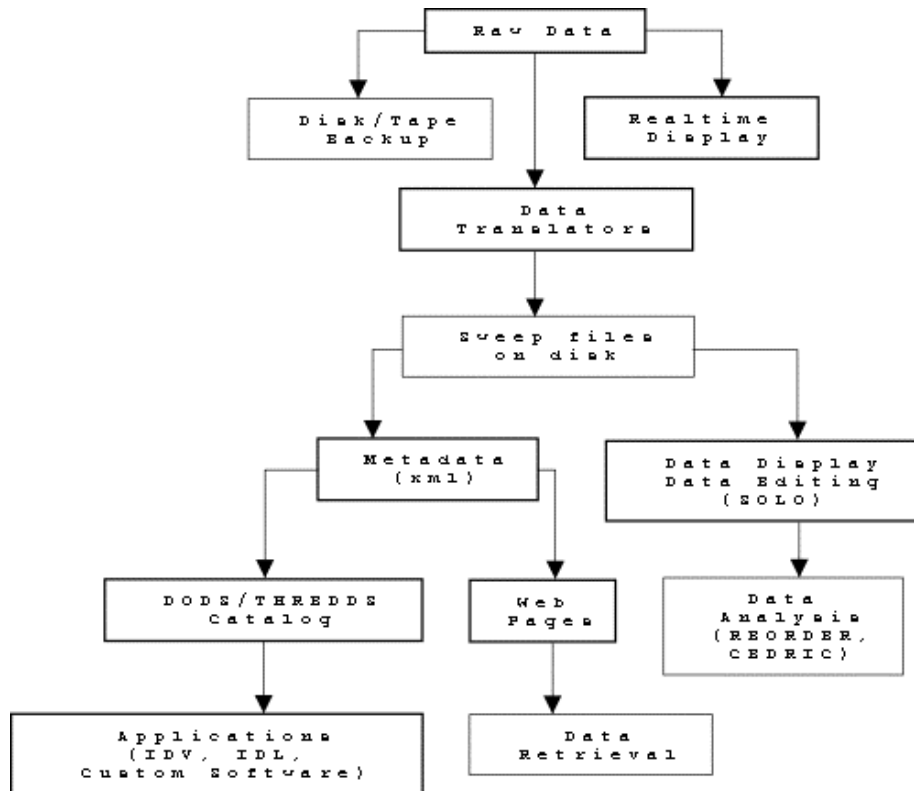 Raw Data
Disk/Tape
Backup
Realtime
Display
Data
Translators
Sweep files
on disk
Metadata
(xml)
Data Display
Data Editing
(SOLO)
DODS/THREDDS
Catalog
Web
Pages
Data
Analysis
(REORDER,
CEDRIC)
Applications
(IDV, IDL,
Custom Software)
Data
Retrieval